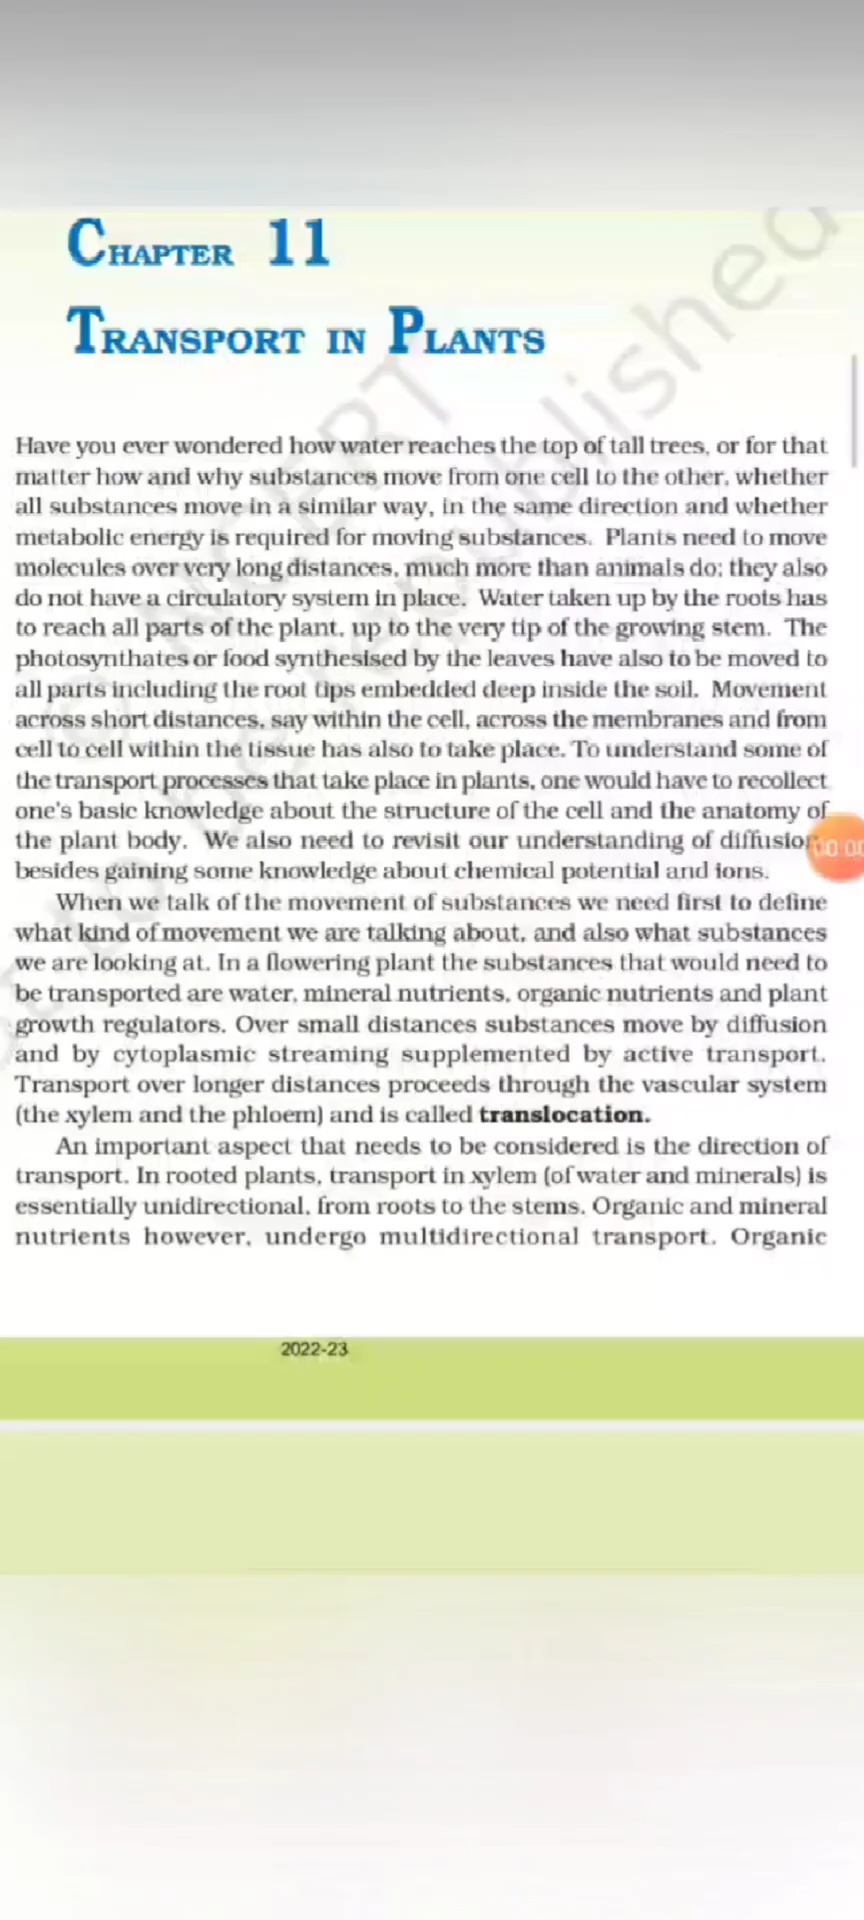 CHAPTER 11
TRANSPORT IN PLANTS
Have you ever wondered how water reaches the top of tall trees, or for that
matter how and why substances move from one cell to the other, whether
all substances move in a similar way, in the same direction and whether
metabolic energy is required for moving substances. Plants need to move
molecules over very long distances, much more than animals do; they also
do not have a circulatory system in place. Water taken up by the roots has
to reach all parts of the plant, up to the very tip of the growing stem. The
photosynthates or food synthesised by the leaves have also to be moved to
all parts including the root tips embedded deep inside the soil. Movement
across short distances, say within the cell, across the membranes and from
cell to cell within the tissue has also to take place. To understand some of
the transport processes that take place in plants, one would have to recollect
one's basic knowledge about the structure of the cell and the anatomy of
the plant body. We also need to revisit our understanding of diffusion
besides gaining some knowledge about chemical potential and ions.
When we talk of the movement of substances we need first to define
what kind of movement we are talking about, and also what substances
we are looking at. In a flowering plant the substances that would need to
be transported are water, mineral nutrients, organic nutrients and plant
growth regulators. Over small distances substances move by diffusion
and by cytoplasmic streaming supplemented by active transport.
Transport over longer distances proceeds through the vascular system
(the xylem and the phloem) and is called translocation.
An important aspect that needs to be considered is the direction of
transport. In rooted plants, transport in xylem (of water and minerals) is
essentially unidirectional, from roots to the stems. Organic and mineral
nutrients however, undergo multidirectional transport. Organic
2022-23
© NCERT
to be republished
00:00